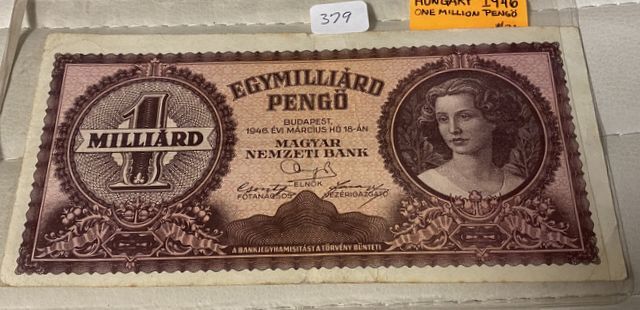 379
HUNGARY 1946
ONE MILLION PENGÖ
EGYMILLIÁRD
PENGŐ
BUDAPEST,
1946. ÉVI MÁRCIUS HÓ 18-ÁN
MAGYAR
NEMZETI BANK
ELNÖK
FŐTANÁCSOS
VEZÉRIGAZGATÓ
1
MILLIÁRD
A BANKJEGYHAMISÍTÁST A TÖRVÉNY BÜNTETI